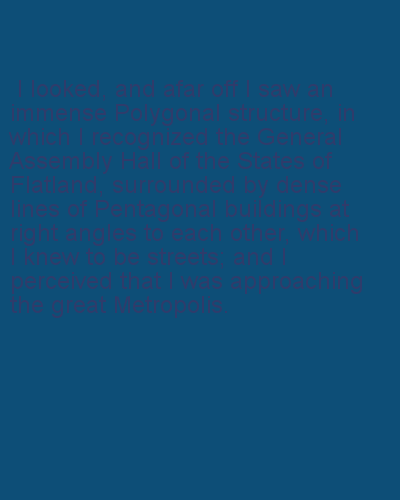 I looked, and afar off I saw an
immense Polygonal structure, in
which I recognized the General
Assembly Hall of the States of
Flatland, surrounded by dense
lines of Pentagonal buildings at
right angles to each other, which
I knew to be streets; and I
perceived that I was approaching
the great Metropolis.